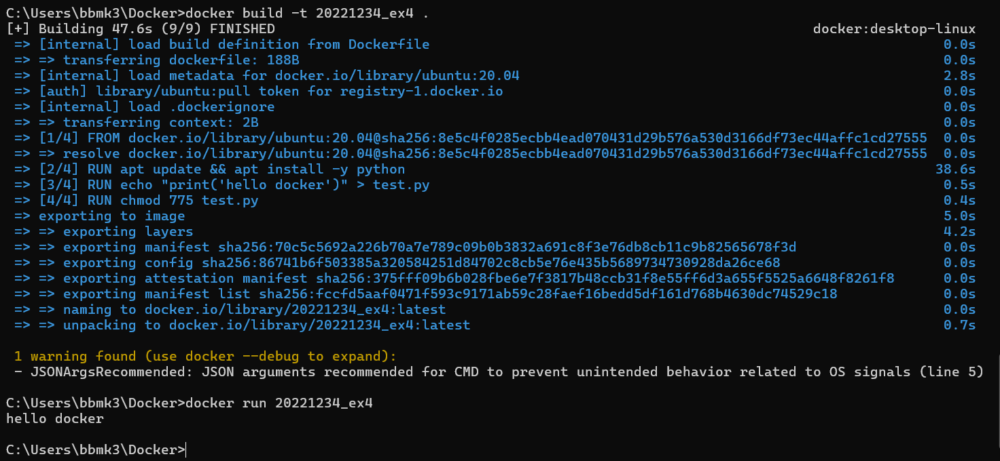 C:\Users\bbmk3\Docker>docker build -t 20221234_ex4 .
[+] Building 47.6s (9/9) FINISHED docker:desktop-linux
=> [internal] load build definition from Dockerfile 0.0s
=> => transferring dockerfile: 188B 0.0s
=> [internal] load metadata for docker.io/library/ubuntu:20.04 2.8s
=> [auth] library/ubuntu:pull token for registry-1.docker.io 0.0s
=> [internal] load .dockerignore 0.0s
=> => transferring context: 2B 0.0s
=> [1/4] FROM docker.io/library/ubuntu:20.04@sha256:8e5c4f0285ecbb4ead070431d29b576a530d3166df73ec44affc1cd27555 0.0s
=> => resolve docker.io/library/ubuntu:20.04@sha256:8e5c4f0285ecbb4ead070431d29b576a530d3166df73ec44affc1cd27555 0.0s
=> [2/4] RUN apt update && apt install -y python 38.6s
=> [3/4] RUN echo "print('hello docker')" > test.py 0.5s
=> [4/4] RUN chmod 775 test.py 0.4s
=> exporting to image 5.0s
=> => exporting layers 4.2s
=> => exporting manifest sha256:70c5c5692a226b70a7e789c09b0b3832a691c8f3e76db8cb11c9b82565678f3d 0.0s
=> => exporting config sha256:86741b6f503385a320584251d84702c8cb5e76e435b5689734730928da26ce68 0.0s
=> => exporting attestation manifest sha256:375fff09b6b028fbe6e7f3817b48ccb31f8e55ff6d3a655f5525a6648f8261f8 0.0s
=> => exporting manifest list sha256:fccfd5aaf0471f593c9171ab59c28faef16bedd5df161d768b4630dc74529c18 0.0s
=> => naming to docker.io/library/20221234_ex4:latest 0.0s
=> => unpacking to docker.io/library/20221234_ex4:latest 0.7s
1 warning found (use docker --debug to expand):
- JSONArgsRecommended: JSON arguments recommended for CMD to prevent unintended behavior related to OS signals (line 5)
C:\Users\bbmk3\Docker>docker run 20221234_ex4
hello docker
C:\Users\bbmk3\Docker>